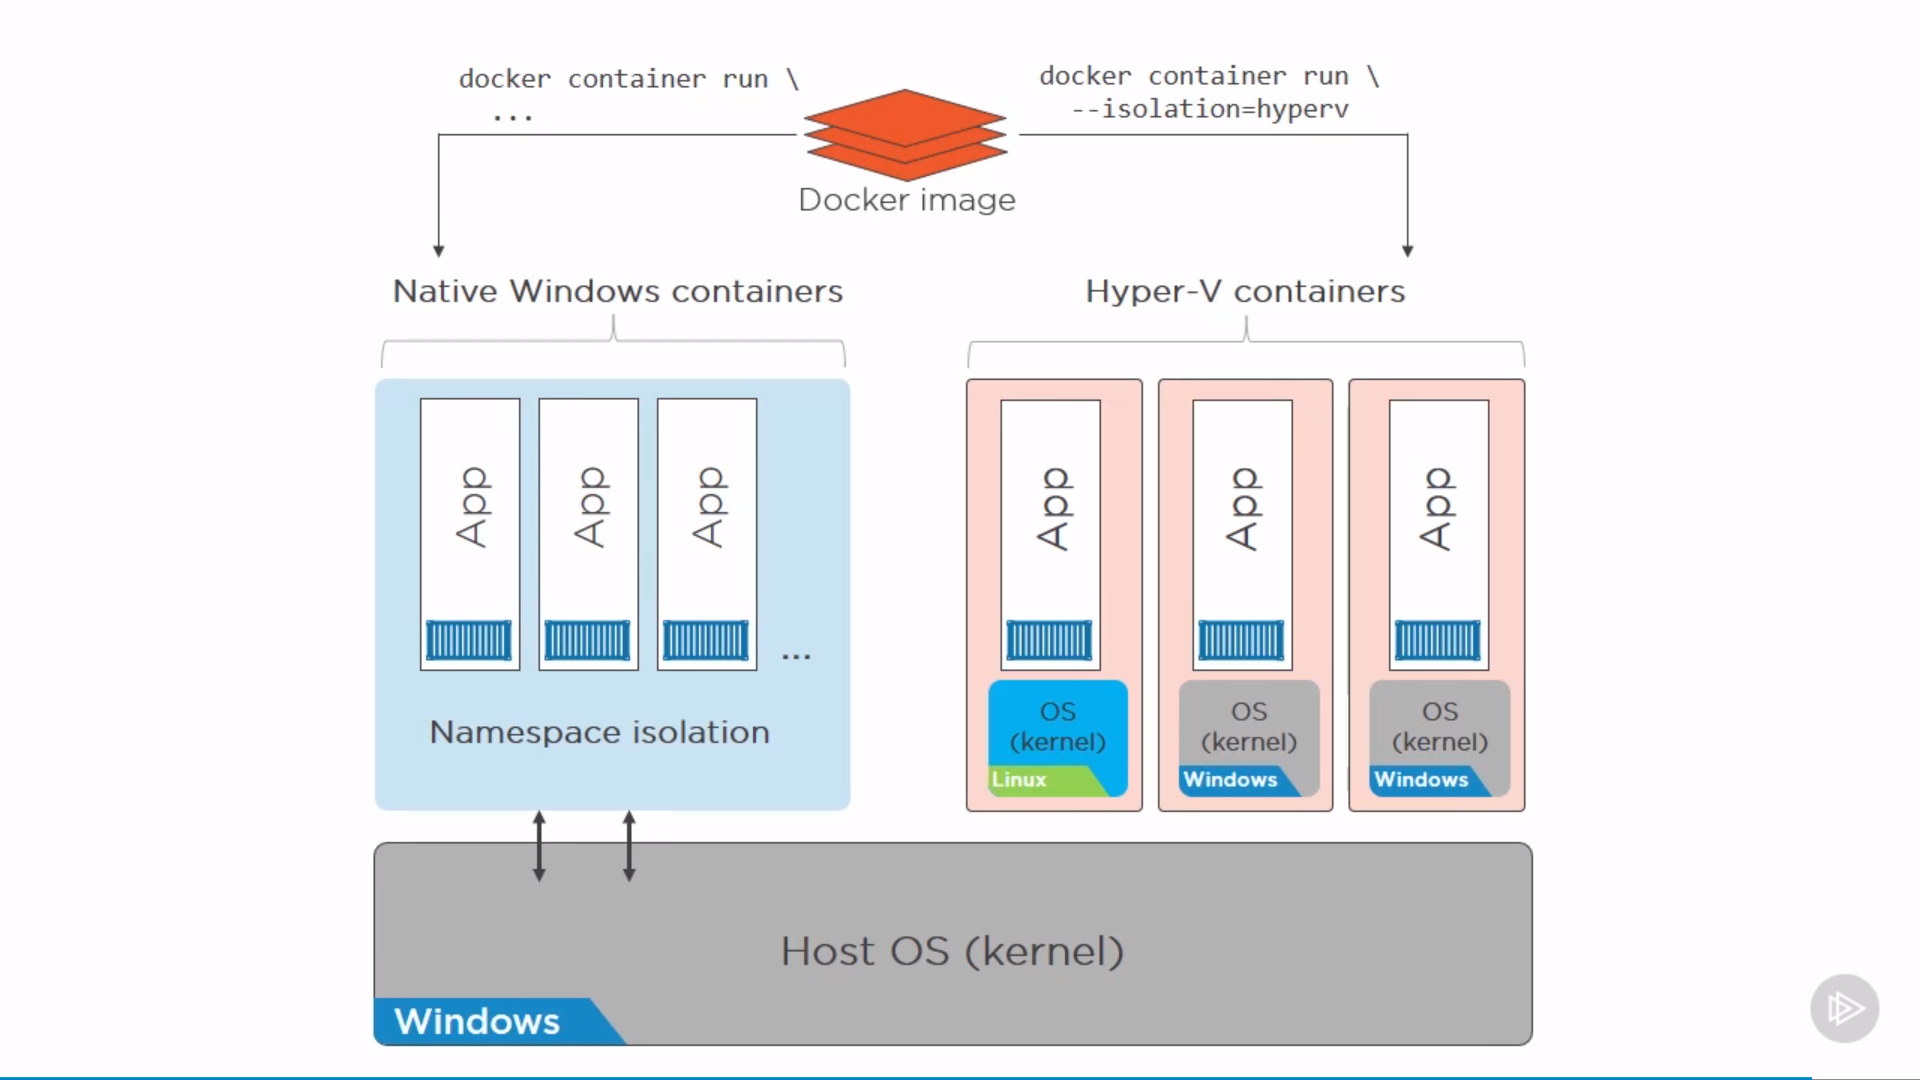 docker container run \
...
docker container run \
--isolation=hyperv
Docker image
Native Windows containers
Hyper-V containers
App
App
App
...
App
App
App
Namespace isolation
OS
(kernel)
Linux
OS
(kernel)
Windows
OS
(kernel)
Windows
Host OS (kernel)
Windows